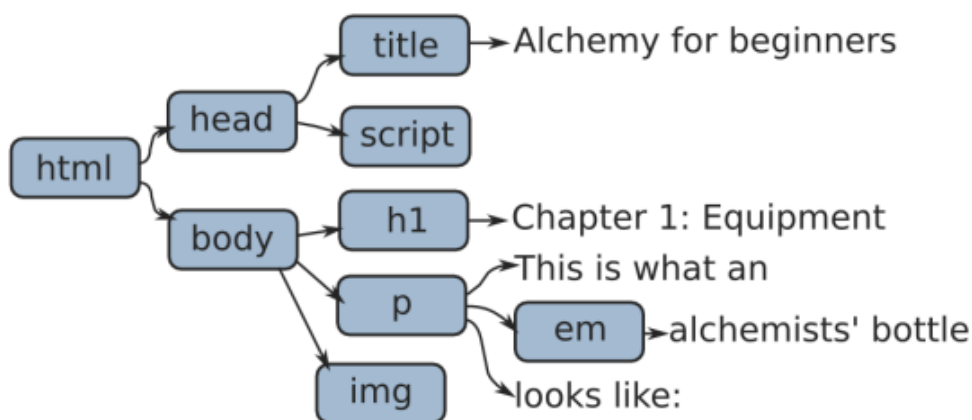 title
Alchemy for beginners
head
script
html
h1
Chapter 1: Equipment
body
This is what an
p
em
alchemists' bottle
img
looks like: